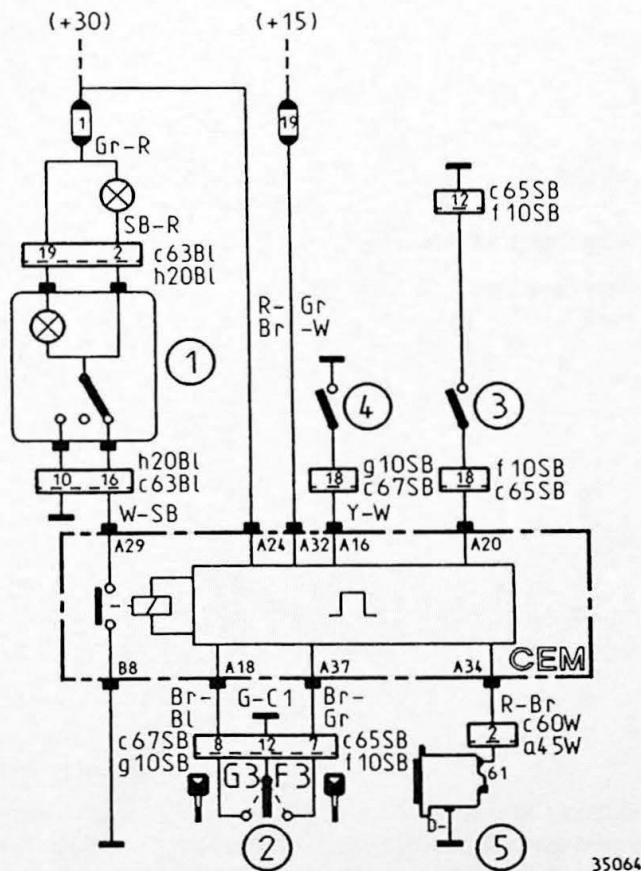 (+30)
(+15)
1
19
Gr-R
SB-R
12
c65SB
f10SB
19
2
c63Bl
h20Bl
R-
Br
Gr
-W
1
4
3
10
16
h20Bl
c63Bl
18
g10SB
c67SB
18
f10SB
c65SB
W-SB
Y-W
A29
A24
A32
A16
A20
CEM
B8
A18
A37
A34
Br-
Bl
G-C1
Br-
Gr
R-Br
c67SB
g10SB
8
12
7
c65SB
f10SB
2
c60W
a45W
G3
F3
61
D-
2
5
35064